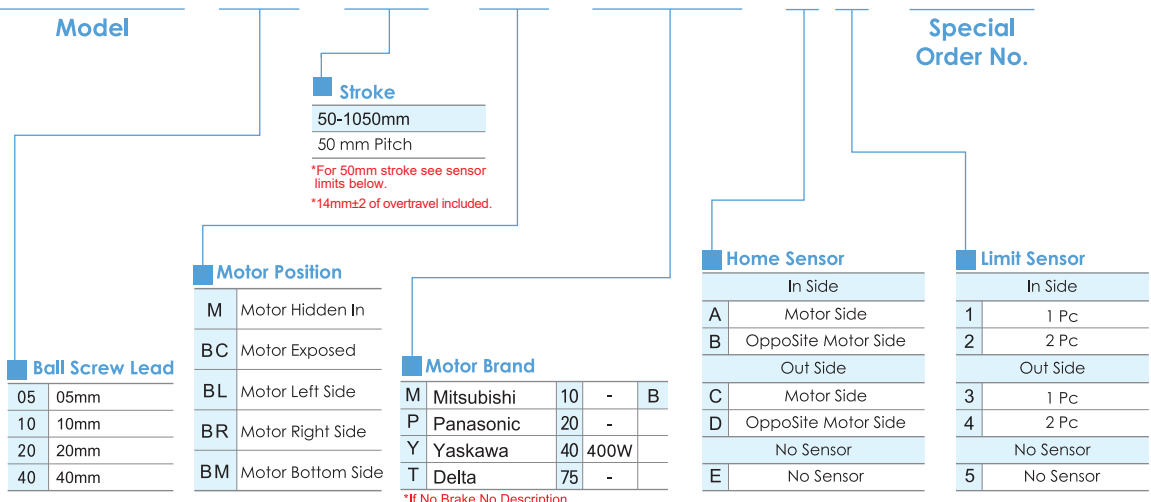 Model
Special
Order No.
Stroke
50-1050mm
50 mm Pitch
*For 50mm stroke see sensor
limits below.
*14mm±2 of overtravel included.
Ball Screw Lead
05 05mm
10 10mm
20 20mm
40 40mm
Motor Position
M Motor Hidden In
BC Motor Exposed
BL Motor Left Side
BR Motor Right Side
BM Motor Bottom Side
Motor Brand
M Mitsubishi 10 - B
P Panasonic 20 -
Y Yaskawa 40 400W
T Delta 75 -
*If No Brake No Description
Home Sensor
In Side
A Motor Side
B OppoSite Motor Side
Out Side
C Motor Side
D OppoSite Motor Side
No Sensor
E No Sensor
Limit Sensor
In Side
1 1 Pc
2 2 Pc
Out Side
3 1 Pc
4 2 Pc
No Sensor
5 No Sensor